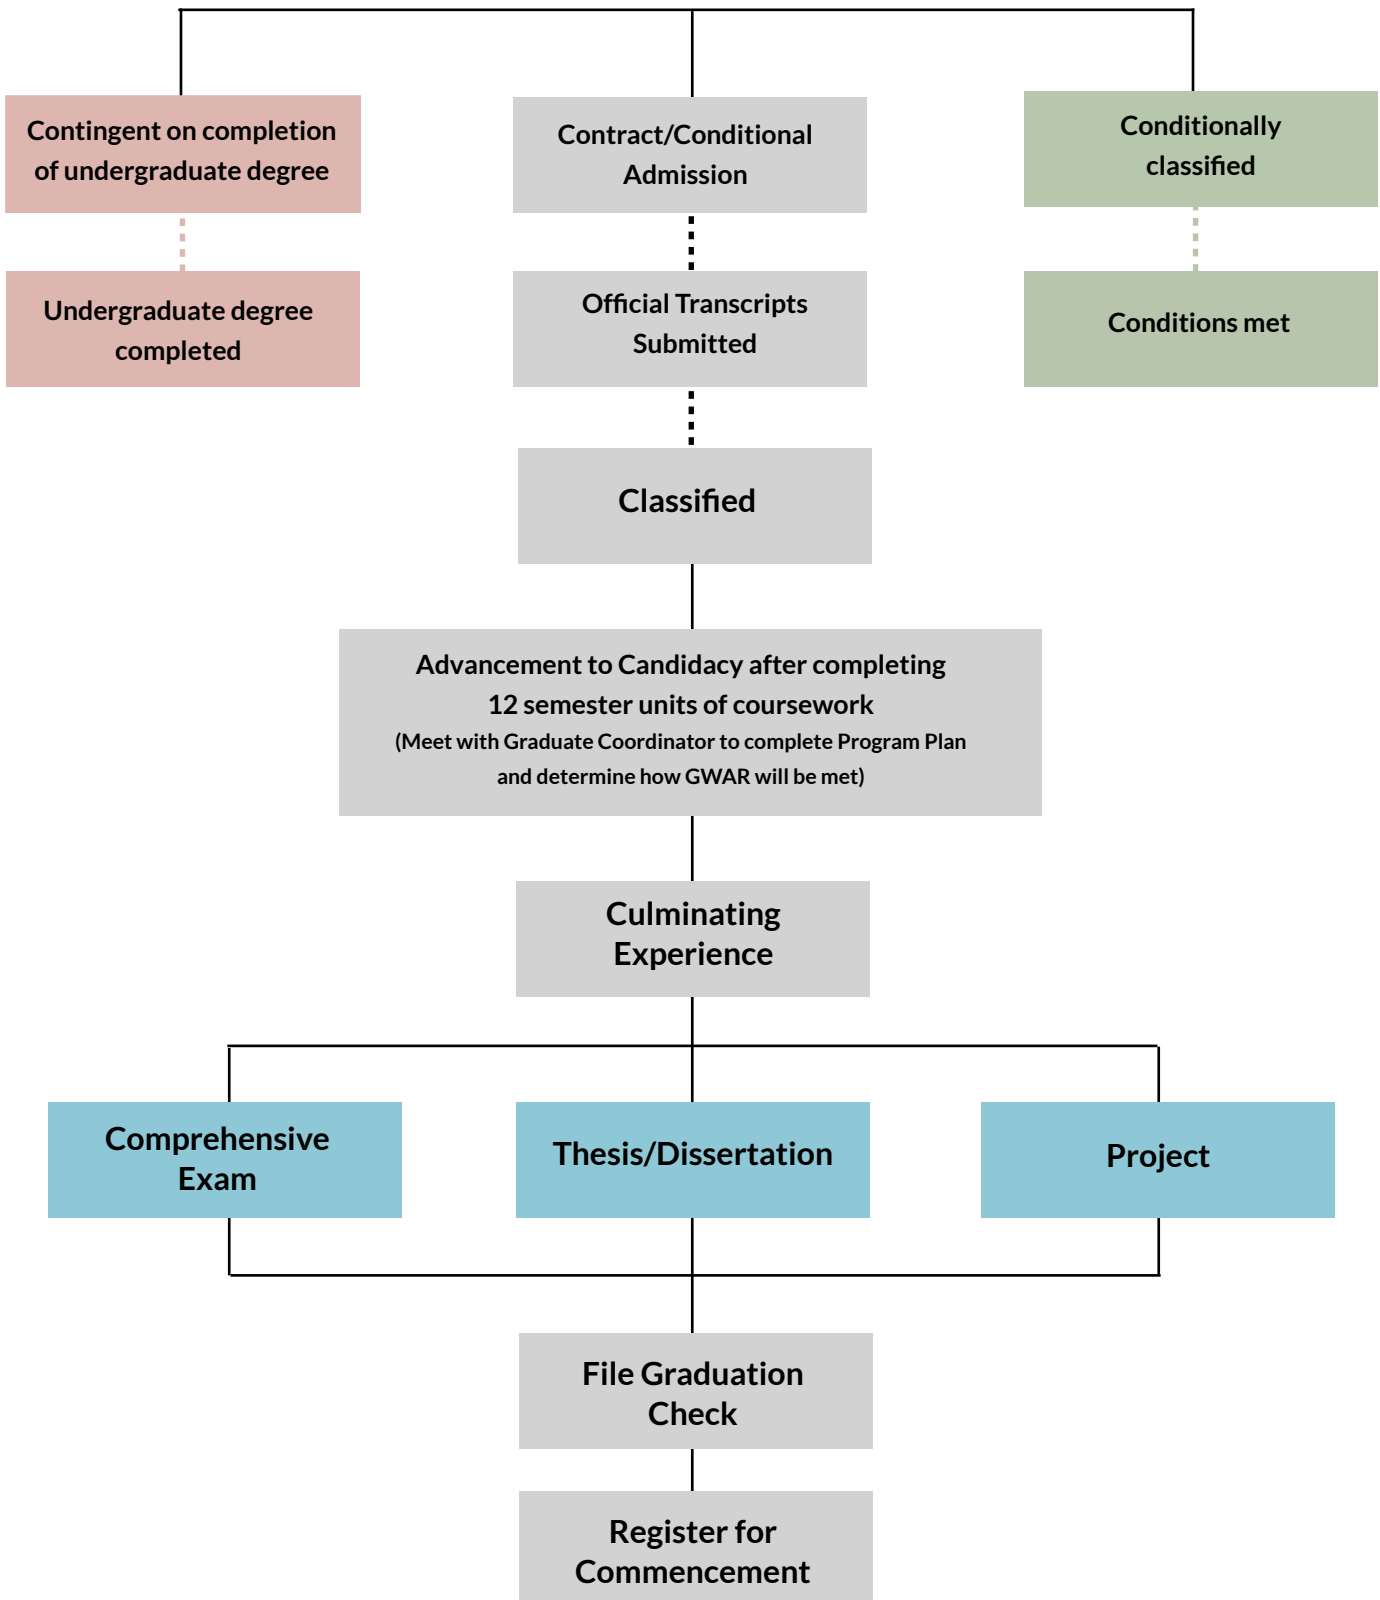 Contingent on completion
of undergraduate degree
Contract/Conditional
Admission
Conditionally
classified
Undergraduate degree
completed
Official Transcripts
Submitted
Conditions met
Classified
Advancement to Candidacy after completing
12 semester units of coursework
(Meet with Graduate Coordinator to complete Program Plan
and determine how GWAR will be met)
Culminating
Experience
Comprehensive
Exam
Thesis/Dissertation
Project
File Graduation
Check
Register for
Commencement